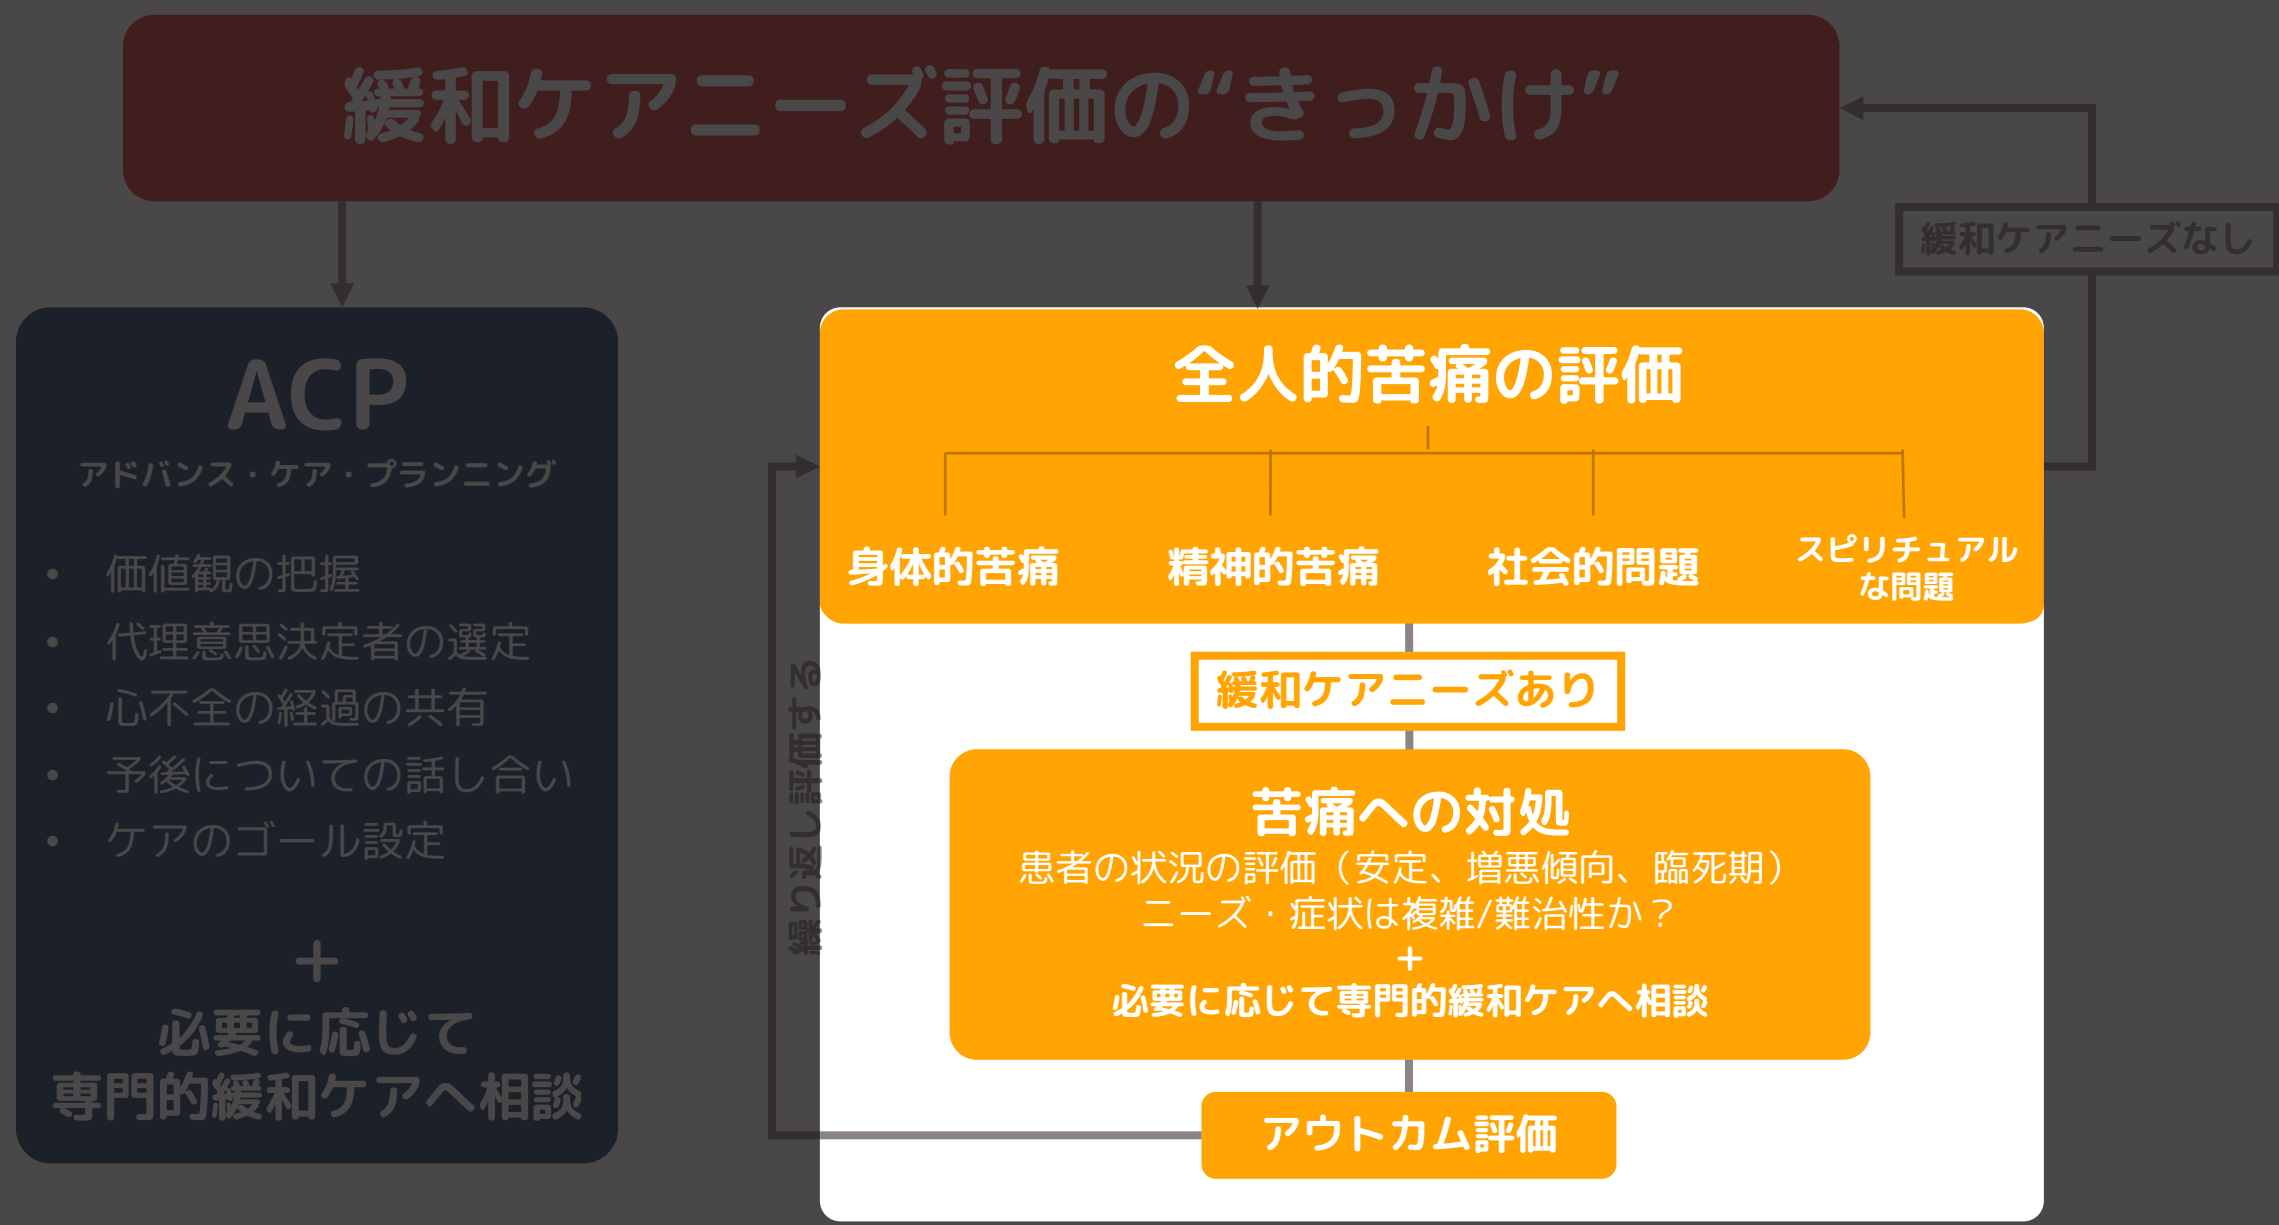 緩和ケアニーズ評価の“きっかけ”
緩和ケアニーズなし
ACP
アドバンス・ケア・プランニング
• 価値観の把握
• 代理意思決定者の選定
• 心不全の経過の共有
• 予後についての話し合い
• ケアのゴール設定
+
必要に応じて
専門的緩和ケアへ相談
繰り返し評価する
全人的苦痛の評価
身体的苦痛
精神的苦痛
社会的問題
スピリチュアル
な問題
緩和ケアニーズあり
苦痛への対処
患者の状況の評価（安定、増悪傾向、臨死期）
ニーズ・症状は複雑/難治性か？
+
必要に応じて専門的緩和ケアへ相談
アウトカム評価